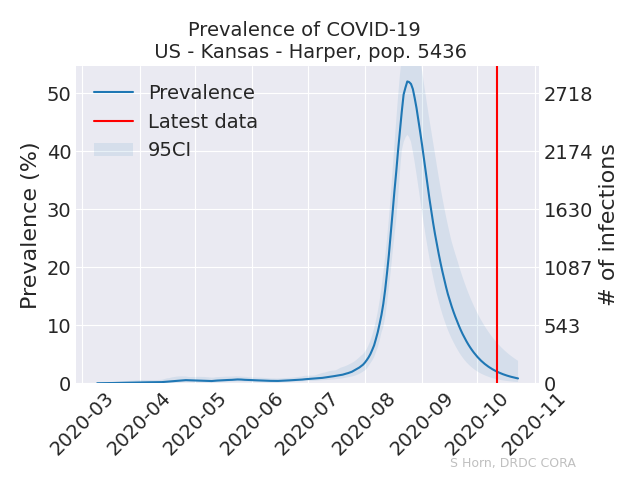 Prevalence of COVID-19
US - Kansas - Harper, pop. 5436
Prevalence
Latest data
95CI
Prevalence (%)
50
40
30
20
10
0
2718
2174
1630
1087
543
0
# of infections
2020-03
2020-04
2020-05
2020-06
2020-07
2020-08
2020-09
2020-10
2020-11
S Horn, DRDC CORA